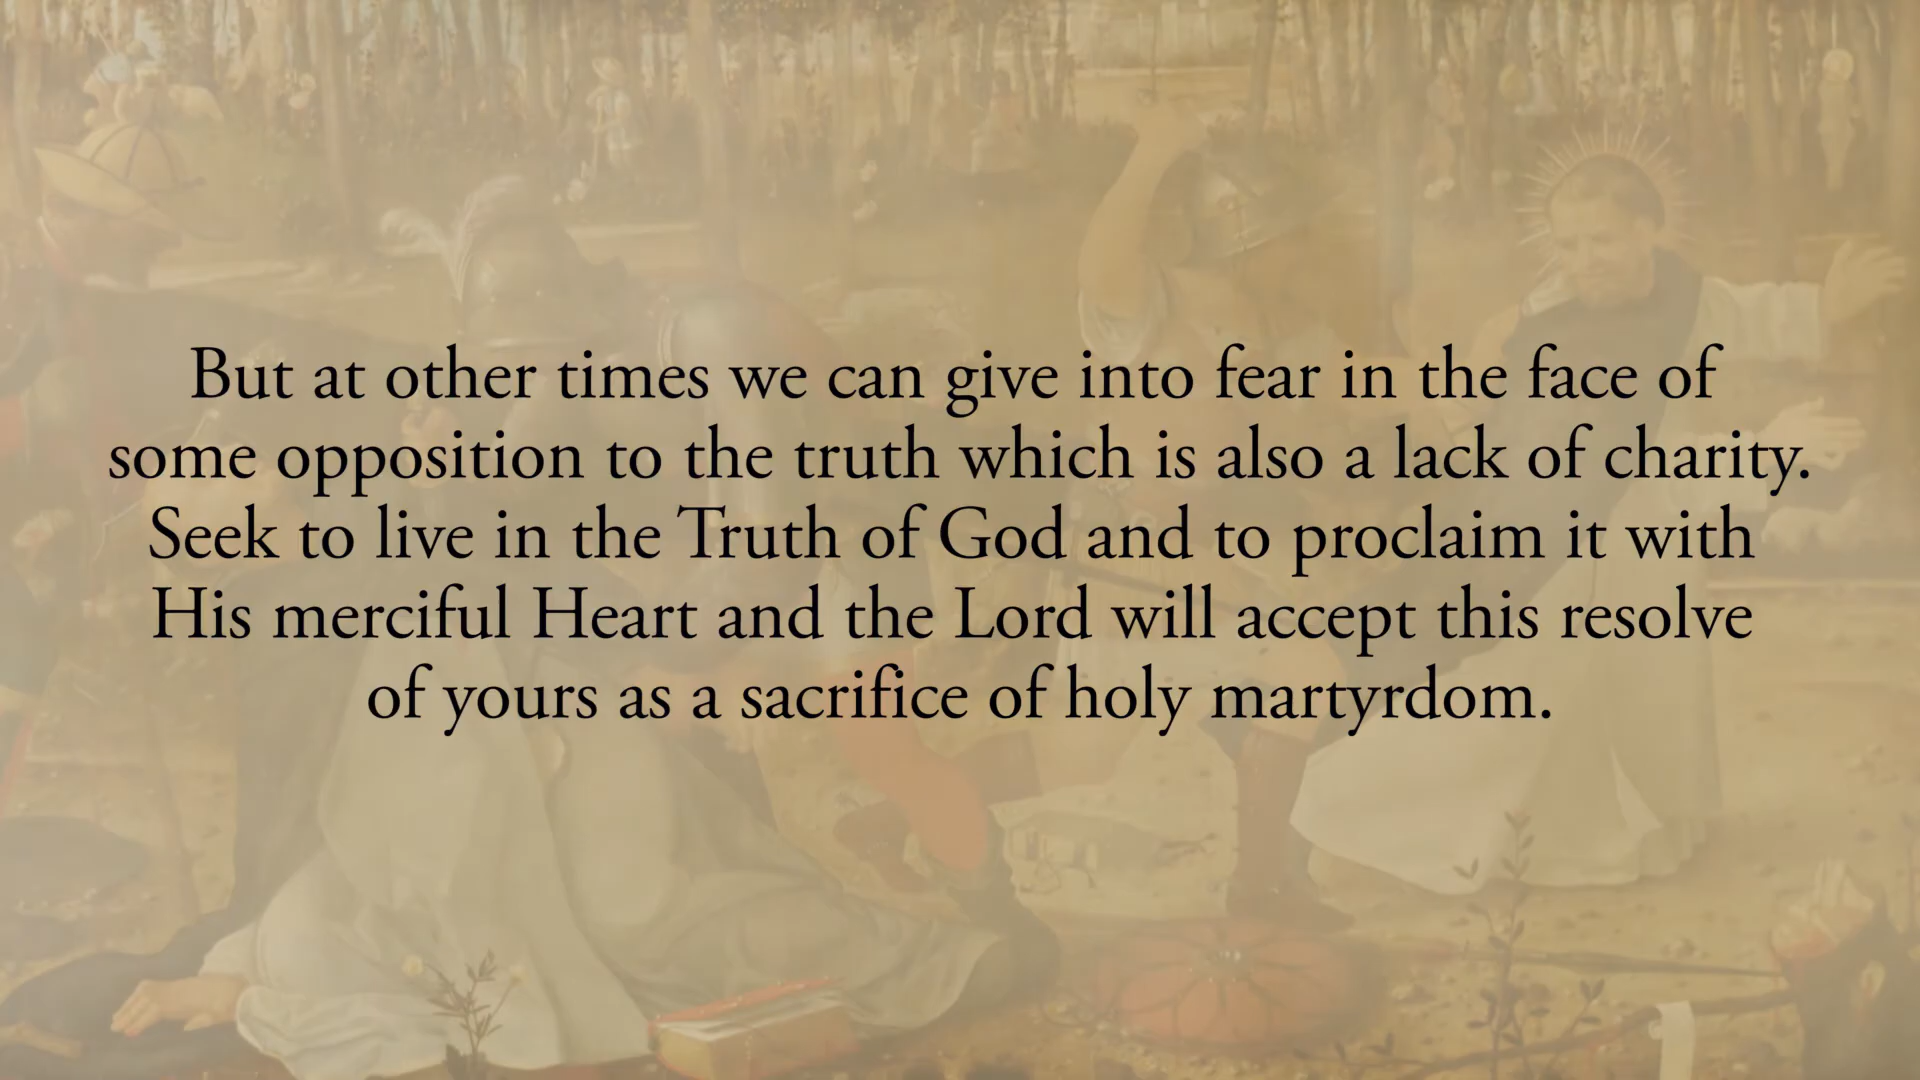 But at other times we can give into fear in the face of
some opposition to the truth which is also a lack of charity.
Seek to live in the Truth of God and to proclaim it with
His merciful Heart and the Lord will accept this resolve
of yours as a sacrifice of holy martyrdom.